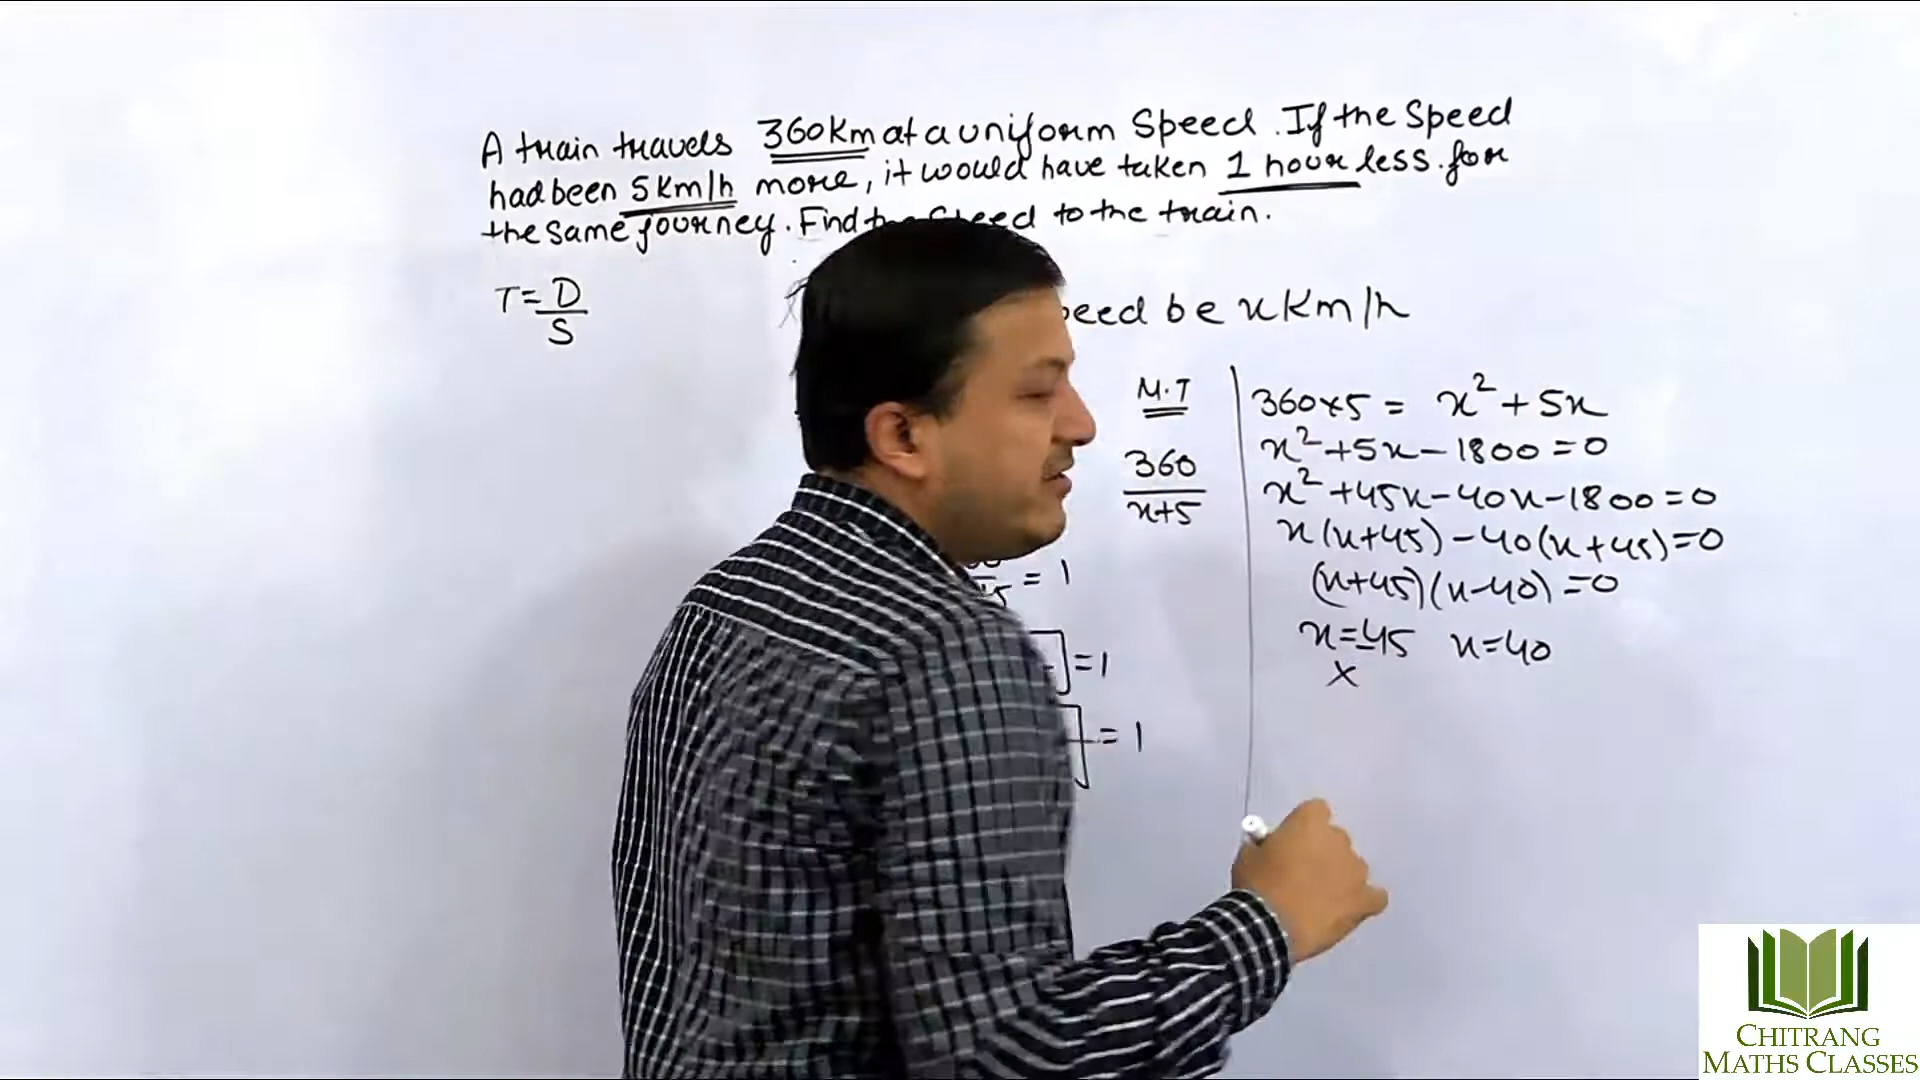 A train travels 360Km at a uniform Speed. If the Speed
had been 5Km/h more, it would have taken 1 hour less for
the same journey. Find Speed to the train.
T = D/S
be x Km/h
M.T
360/x+5
= 1
= 1
= 1
360×5 = x² + 5x
x² + 5x - 1800 = 0
x² + 45x - 40x - 1800 = 0
x(x+45) - 40(x+45) = 0
(x+45)(x-40) = 0
x = -45 x = 40
×
CHITRANG
MATHS CLASSES